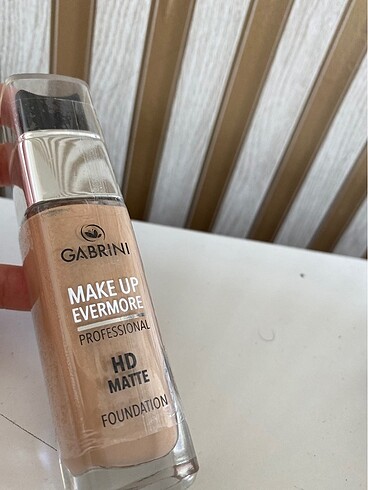 GABRINI
MAKE UP
EVERMORE
PROFESSIONAL
HD
MATTE
FOUNDATION